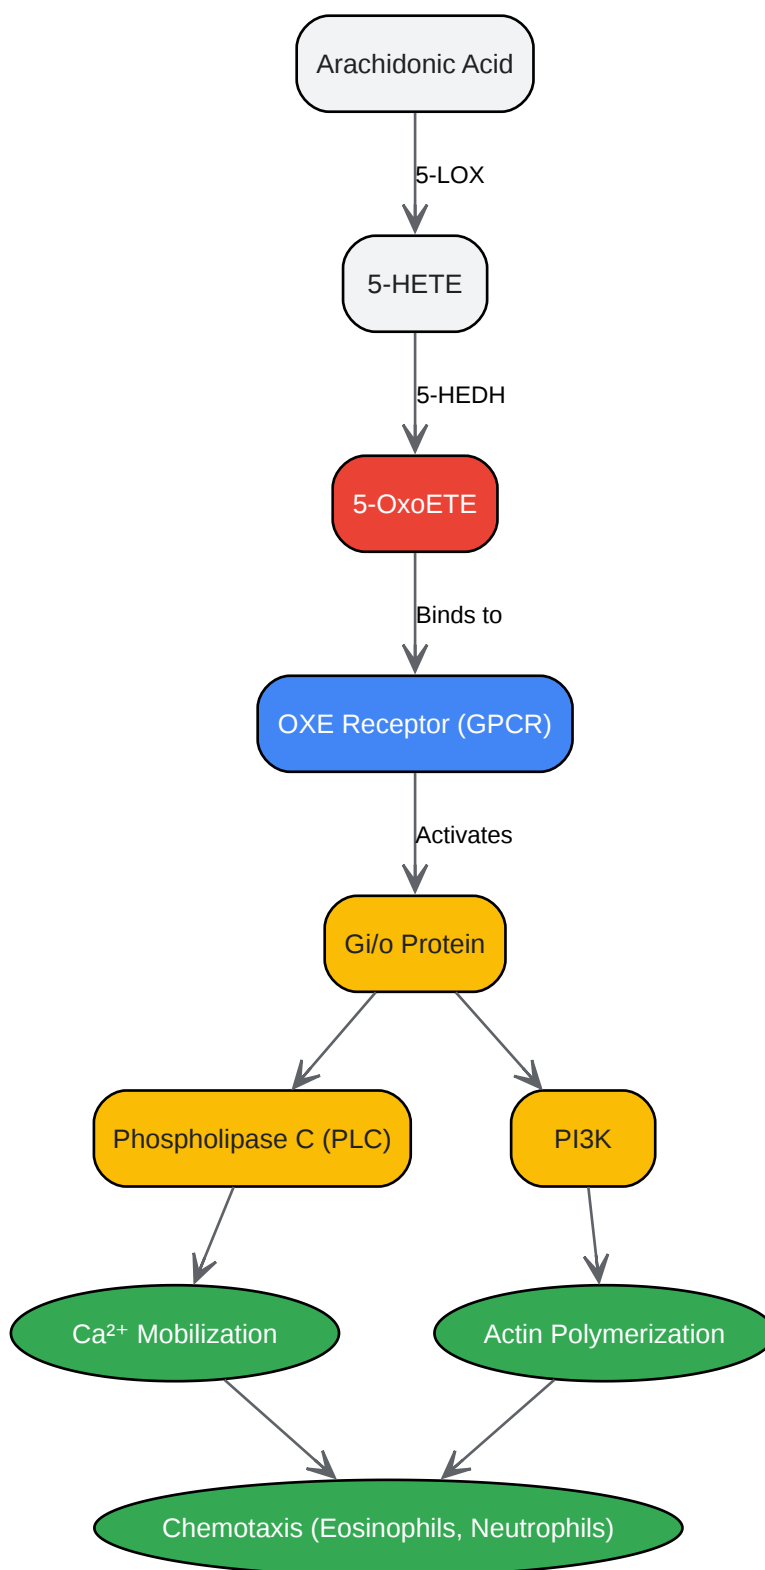 Arachidonic Acid
5-LOX
5-HETE
5-HEDH
5-OxoETE
Binds to
OXE Receptor (GPCR)
Activates
Gi/o Protein
Phospholipase C (PLC)
PI3K
Ca²⁺ Mobilization
Actin Polymerization
Chemotaxis (Eosinophils, Neutrophils)